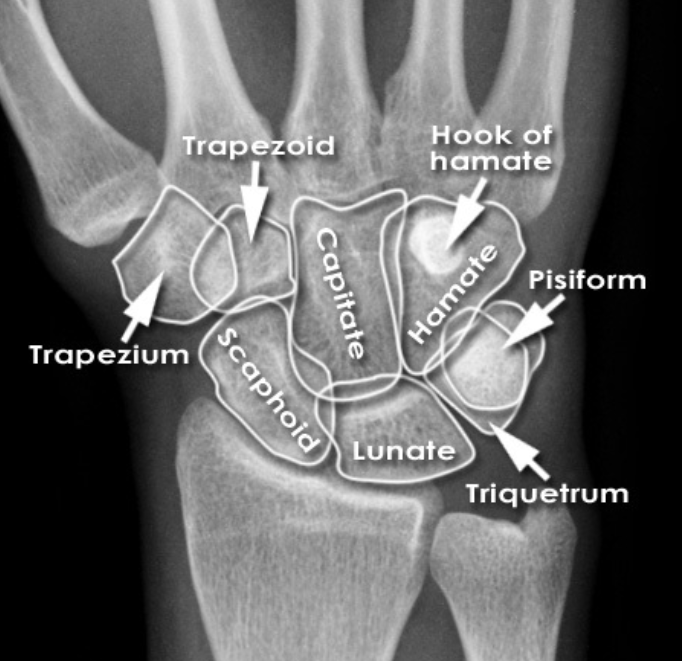 Trapezoid
Hook of
hamate
Capitate
Hamate
Pisiform
Trapezium
Scaphoid
Lunate
Triquetrum